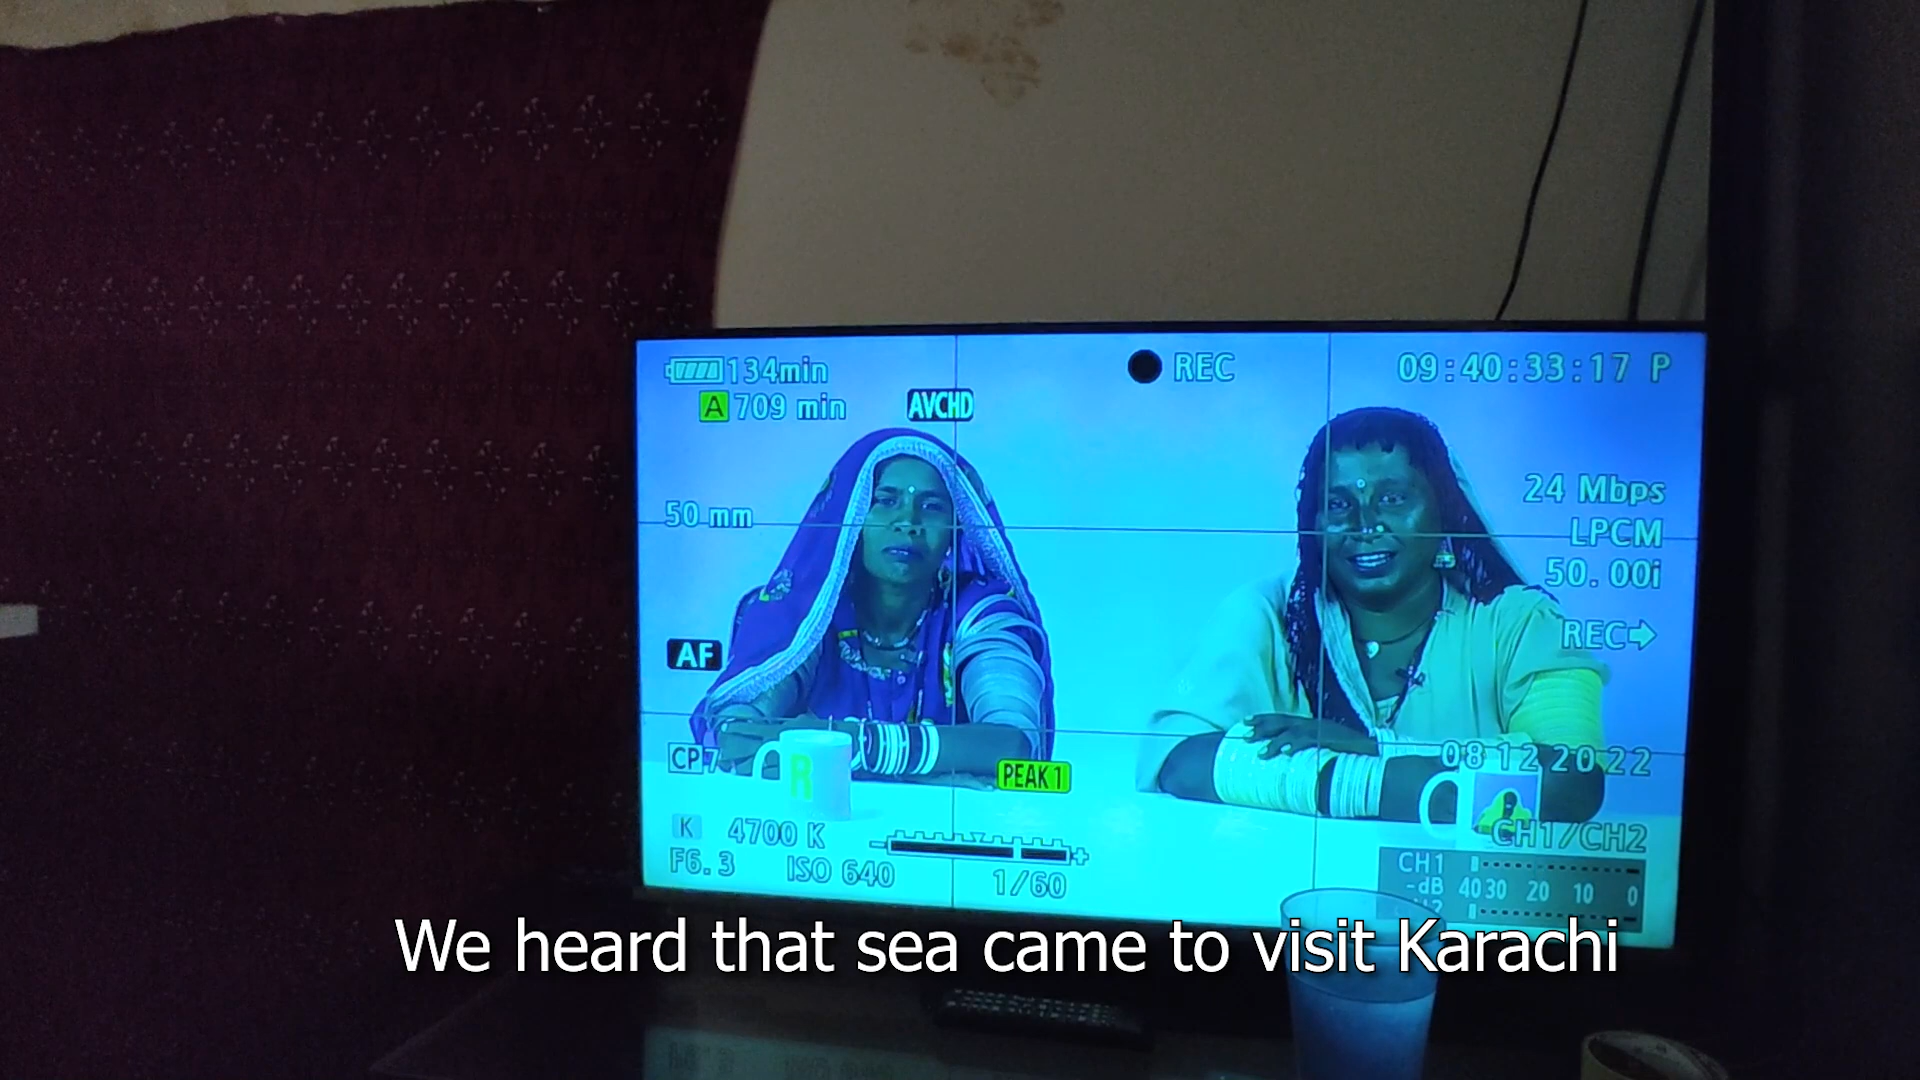 134min
REC
09:40:33:17 P
A 709 min
AVCHD
24 Mbps
50 mm
LPCM
50.00i
REC
AF
CP7
R
PEAK 1
08 12 2022
K 4700 K
CH1/CH2
F6.3 ISO 640
1/60
CH1
-dB 40 30 20 10 0
We heard that sea came to visit Karachi